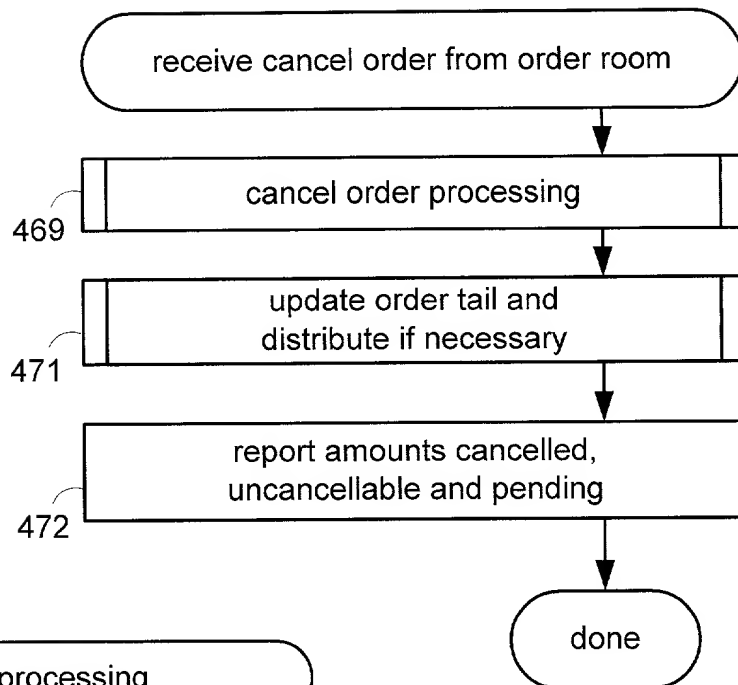 receive cancel order from order room
cancel order processing
469
update order tail and
distribute if necessary
471
report amounts cancelled,
uncancellable and pending
472
done
processing